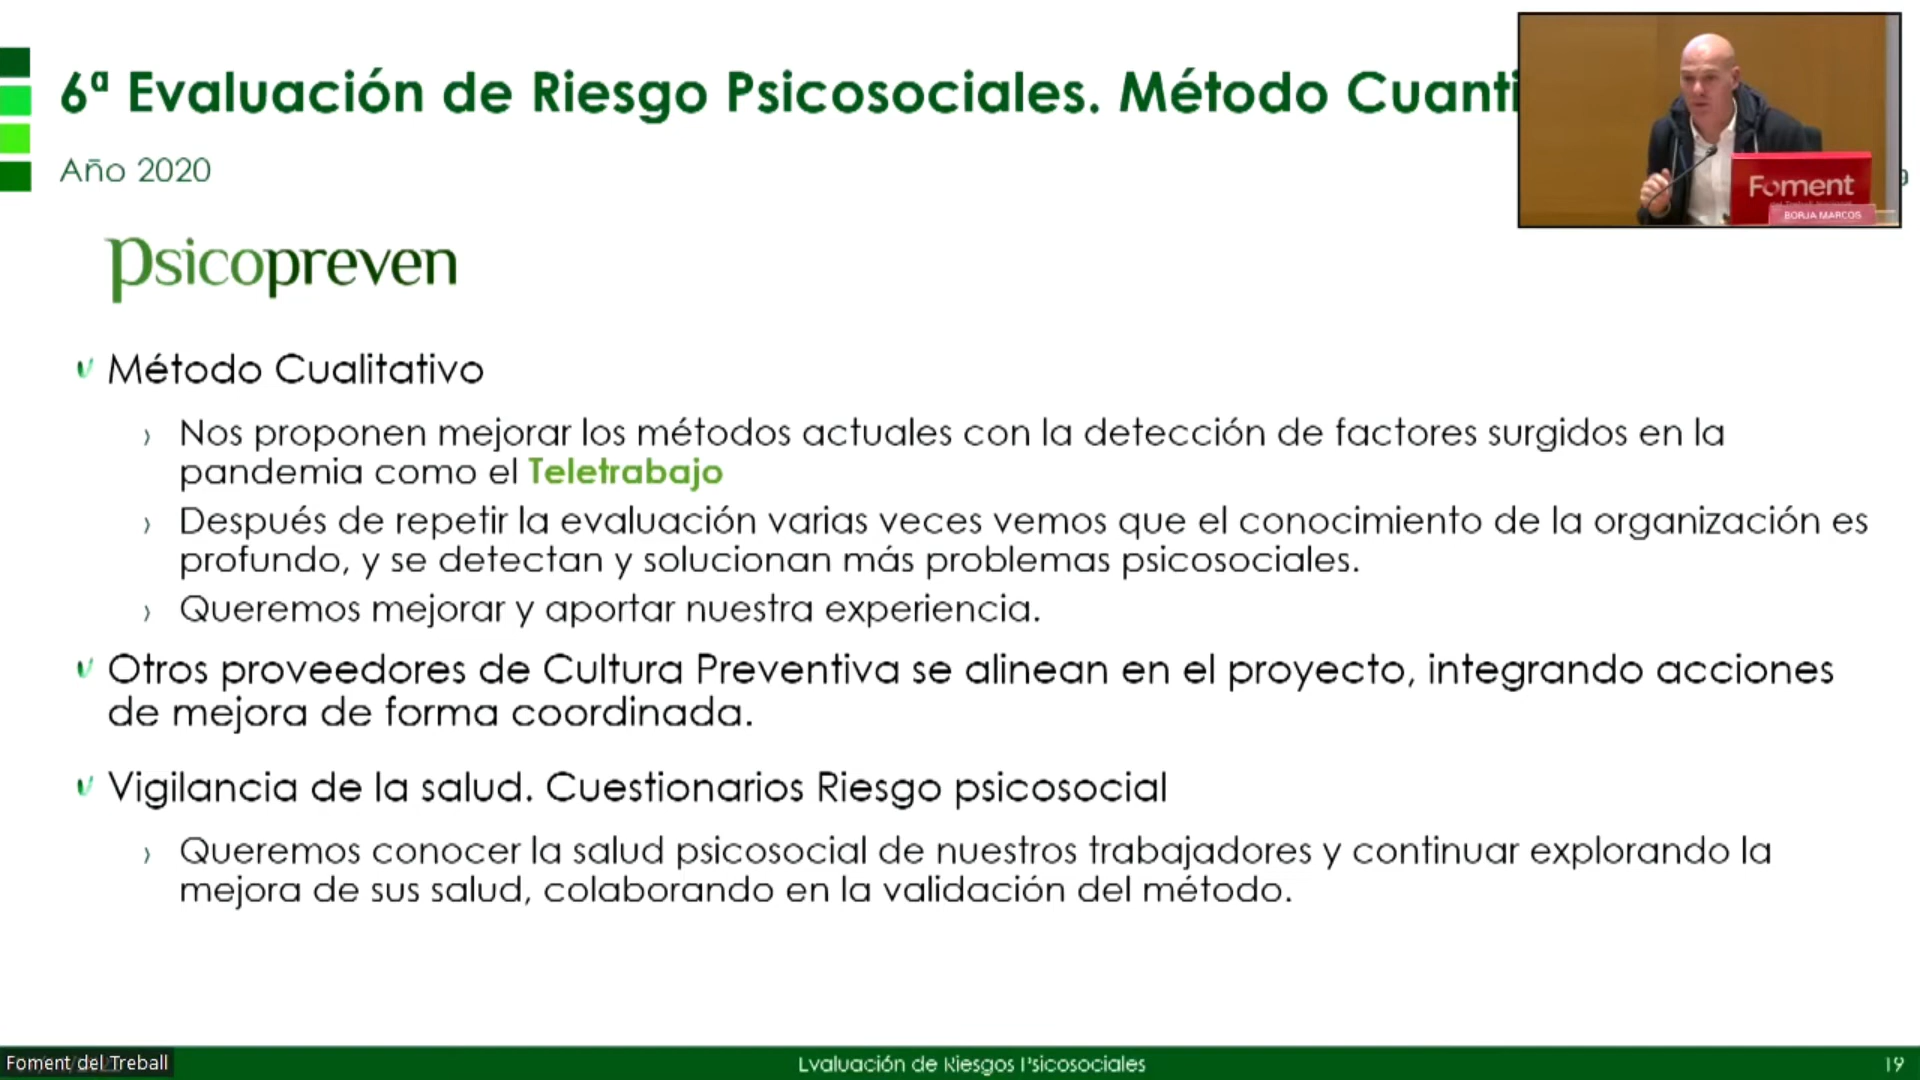 6ª Evaluación de Riesgo Psicosociales. Método Cuanti
Año 2020
Foment
BORJA MARCOS
psicopreven
Método Cualitativo
Nos proponen mejorar los métodos actuales con la detección de factores surgidos en la
pandemia como el Teletrabajo
Después de repetir la evaluación varias veces vemos que el conocimiento de la organización es
profundo, y se detectan y solucionan más problemas psicosociales.
Queremos mejorar y aportar nuestra experiencia.
Otros proveedores de Cultura Preventiva se alinean en el proyecto, integrando acciones
de mejora de forma coordinada.
Vigilancia de la salud. Cuestionarios Riesgo psicosocial
Queremos conocer la salud psicosocial de nuestros trabajadores y continuar explorando la
mejora de sus salud, colaborando en la validación del método.
Foment del Treball
Evaluación de Riesgos Psicosociales
19